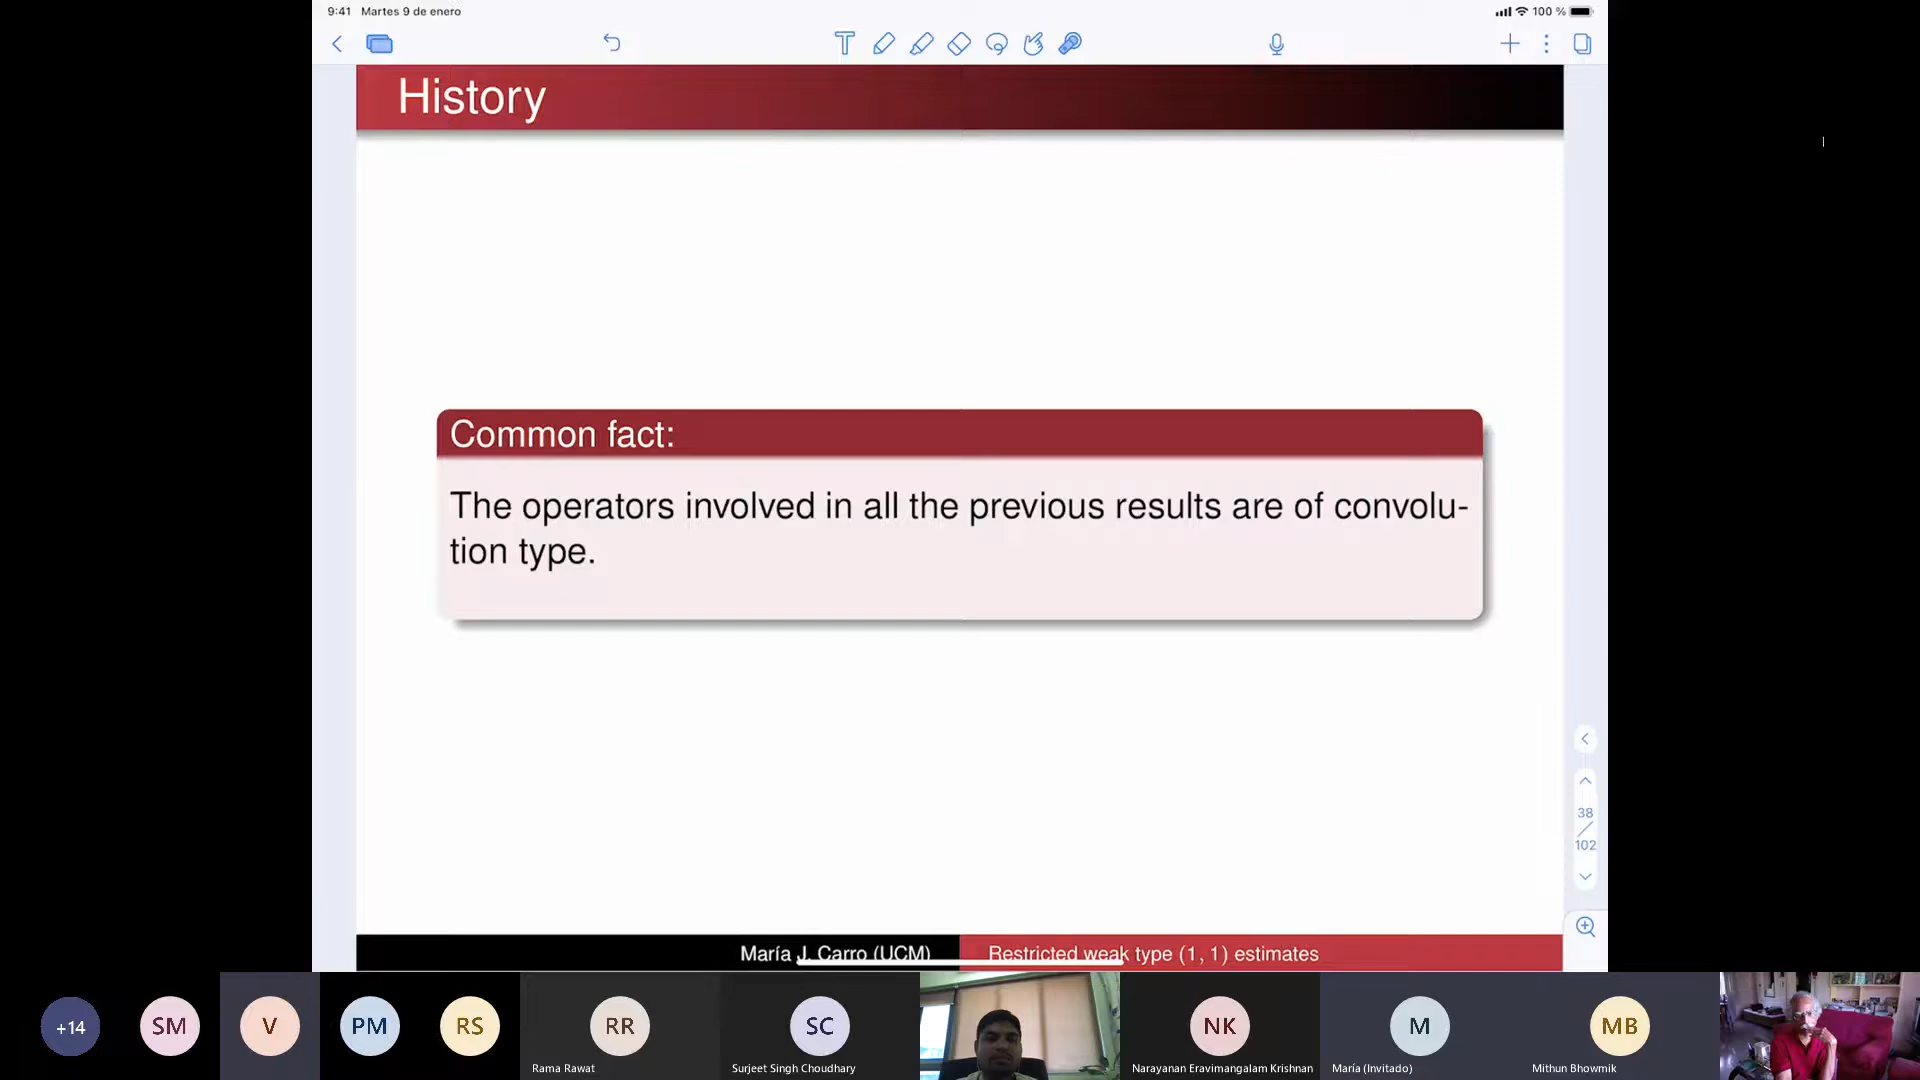 9:41 Martes 9 de enero
100 %
History
Common fact:
The operators involved in all the previous results are of convolu-
tion type.
38
102
María J. Carro (UCM)
Restricted weak type (1, 1) estimates
+14
SM
V
PM
RS
RR
SC
NK
M
MB
Rama Rawat
Surjeet Singh Choudhary
Narayanan Eravimangalam Krishnan
María (Invitado)
Mithun Bhowmik